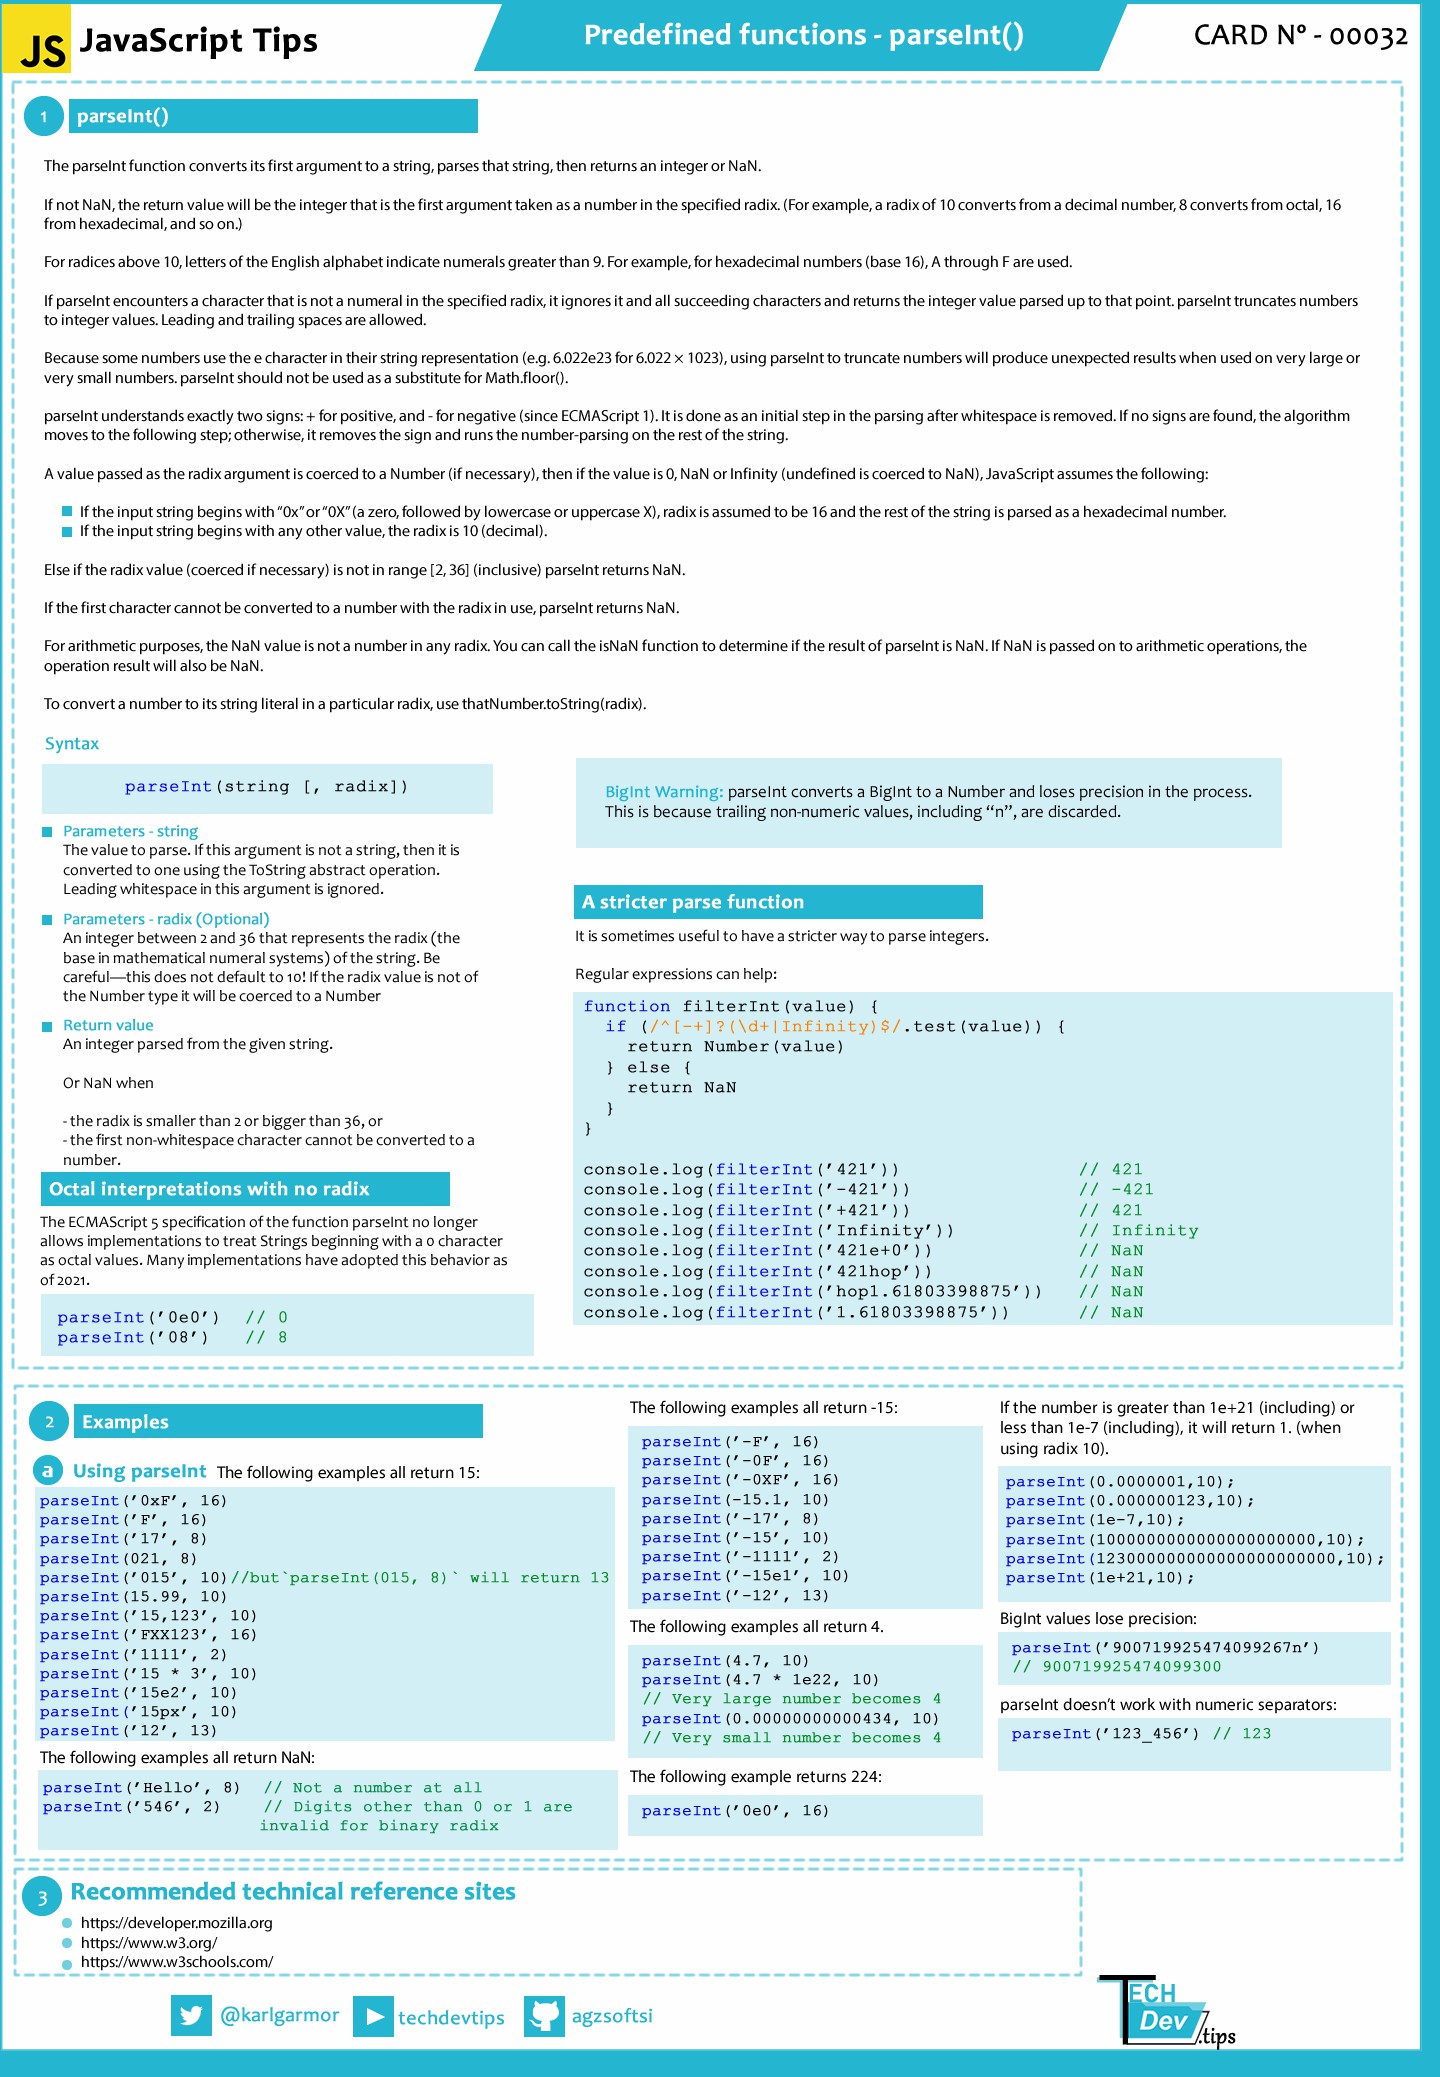 JS JavaScript Tips
Predefined functions - parseInt()
CARD Nº - 00032
1 parseInt()
The parseInt function converts its first argument to a string, parses that string, then returns an integer or NaN.
If not NaN, the return value will be the integer that is the first argument taken as a number in the specified radix. (For example, a radix of 10 converts from a decimal number, 8 converts from octal, 16
from hexadecimal, and so on.)
For radices above 10, letters of the English alphabet indicate numerals greater than 9. For example, for hexadecimal numbers (base 16), A through F are used.
If parseInt encounters a character that is not a numeral in the specified radix, it ignores it and all succeeding characters and returns the integer value parsed up to that point. parseInt truncates numbers
to integer values. Leading and trailing spaces are allowed.
Because some numbers use the e character in their string representation (e.g. 6.022e23 for 6.022 × 1023), using parseInt to truncate numbers will produce unexpected results when used on very large or
very small numbers. parseInt should not be used as a substitute for Math.floor().
parseInt understands exactly two signs: + for positive, and - for negative (since ECMAScript 1). It is done as an initial step in the parsing after whitespace is removed. If no signs are found, the algorithm
moves to the following step; otherwise, it removes the sign and runs the number-parsing on the rest of the string.
A value passed as the radix argument is coerced to a Number (if necessary), then if the value is 0, NaN or Infinity (undefined is coerced to NaN), JavaScript assumes the following:
If the input string begins with “0x” or “0X” (a zero, followed by lowercase or uppercase X), radix is assumed to be 16 and the rest of the string is parsed as a hexadecimal number.
If the input string begins with any other value, the radix is 10 (decimal).
Else if the radix value (coerced if necessary) is not in range [2, 36] (inclusive) parseInt returns NaN.
If the first character cannot be converted to a number with the radix in use, parseInt returns NaN.
For arithmetic purposes, the NaN value is not a number in any radix. You can call the isNaN function to determine if the result of parseInt is NaN. If NaN is passed on to arithmetic operations, the
operation result will also be NaN.
To convert a number to its string literal in a particular radix, use thatNumber.toString(radix).
Syntax
parseInt(string [, radix])
Parameters - string
The value to parse. If this argument is not a string, then it is
converted to one using the ToString abstract operation.
Leading whitespace in this argument is ignored.
Parameters - radix (Optional)
An integer between 2 and 36 that represents the radix (the
base in mathematical numeral systems) of the string. Be
careful—this does not default to 10! If the radix value is not of
the Number type it will be coerced to a Number
Return value
An integer parsed from the given string.
Or NaN when
- the radix is smaller than 2 or bigger than 36, or
- the first non-whitespace character cannot be converted to a
number.
Octal interpretations with no radix
The ECMAScript 5 specification of the function parseInt no longer
allows implementations to treat Strings beginning with a 0 character
as octal values. Many implementations have adopted this behavior as
of 2021.
parseInt('0e0') // 0
parseInt('08') // 8
BigInt Warning: parseInt converts a BigInt to a Number and loses precision in the process.
This is because trailing non-numeric values, including “n”, are discarded.
A stricter parse function
It is sometimes useful to have a stricter way to parse integers.
Regular expressions can help:
function filterInt(value) {
if (/^[-+]?(\d+|Infinity)$/.test(value)) {
return Number(value)
} else {
return NaN
}
}
console.log(filterInt('421')) // 421
console.log(filterInt('-421')) // -421
console.log(filterInt('+421')) // 421
console.log(filterInt('Infinity')) // Infinity
console.log(filterInt('421e+0')) // NaN
console.log(filterInt('421hop')) // NaN
console.log(filterInt('hop1.61803398875')) // NaN
console.log(filterInt('1.61803398875')) // NaN
2 Examples
a Using parseInt The following examples all return 15:
parseInt('0xF', 16)
parseInt('F', 16)
parseInt('17', 8)
parseInt(021, 8)
parseInt('015', 10)//but`parseInt(015, 8)` will return 13
parseInt(15.99, 10)
parseInt('15,123', 10)
parseInt('FXX123', 16)
parseInt('1111', 2)
parseInt('15 * 3', 10)
parseInt('15e2', 10)
parseInt('15px', 10)
parseInt('12', 13)
The following examples all return NaN:
parseInt('Hello', 8) // Not a number at all
parseInt('546', 2) // Digits other than 0 or 1 are
invalid for binary radix
The following examples all return -15:
parseInt('-F', 16)
parseInt('-0F', 16)
parseInt('-0XF', 16)
parseInt(-15.1, 10)
parseInt('-17', 8)
parseInt('-15', 10)
parseInt('-1111', 2)
parseInt('-15e1', 10)
parseInt('-12', 13)
The following examples all return 4.
parseInt(4.7, 10)
parseInt(4.7 * 1e22, 10)
// Very large number becomes 4
parseInt(0.00000000000434, 10)
// Very small number becomes 4
The following example returns 224:
parseInt('0e0', 16)
If the number is greater than 1e+21 (including) or
less than 1e-7 (including), it will return 1. (when
using radix 10).
parseInt(0.0000001,10);
parseInt(0.000000123,10);
parseInt(1e-7,10);
parseInt(1000000000000000000000,10);
parseInt(123000000000000000000000,10);
parseInt(1e+21,10);
BigInt values lose precision:
parseInt('900719925474099267n')
// 900719925474099300
parseInt doesn't work with numeric separators:
parseInt('123_456') // 123
3 Recommended technical reference sites
https://developer.mozilla.org
https://www.w3.org/
https://www.w3schools.com/
@karlgarmor
techdevtips
agzsoftsi
TECH
Dev
.tips